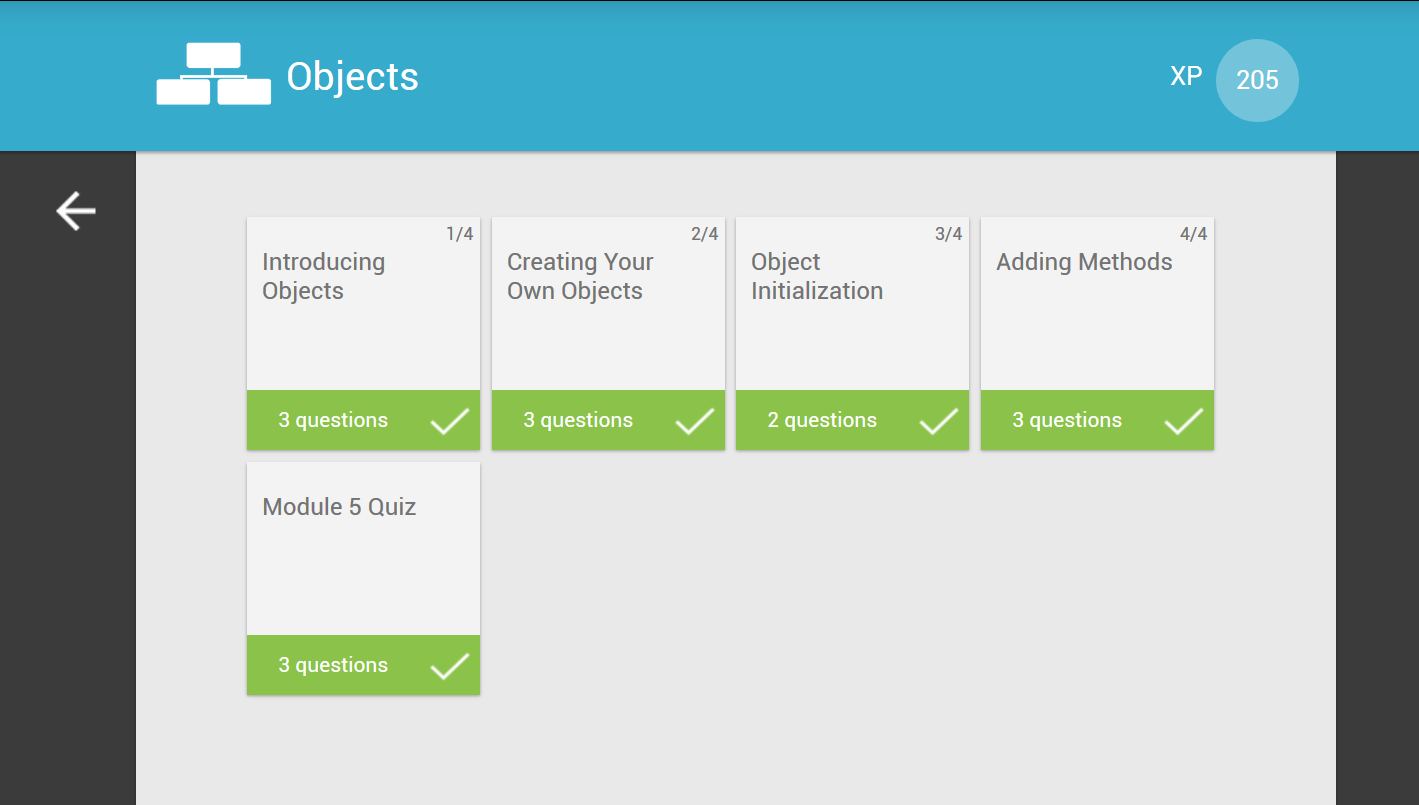 Objects
XP 205
1/4
Introducing
Objects
3 questions
2/4
Creating Your
Own Objects
3 questions
3/4
Object
Initialization
2 questions
4/4
Adding Methods
3 questions
Module 5 Quiz
3 questions